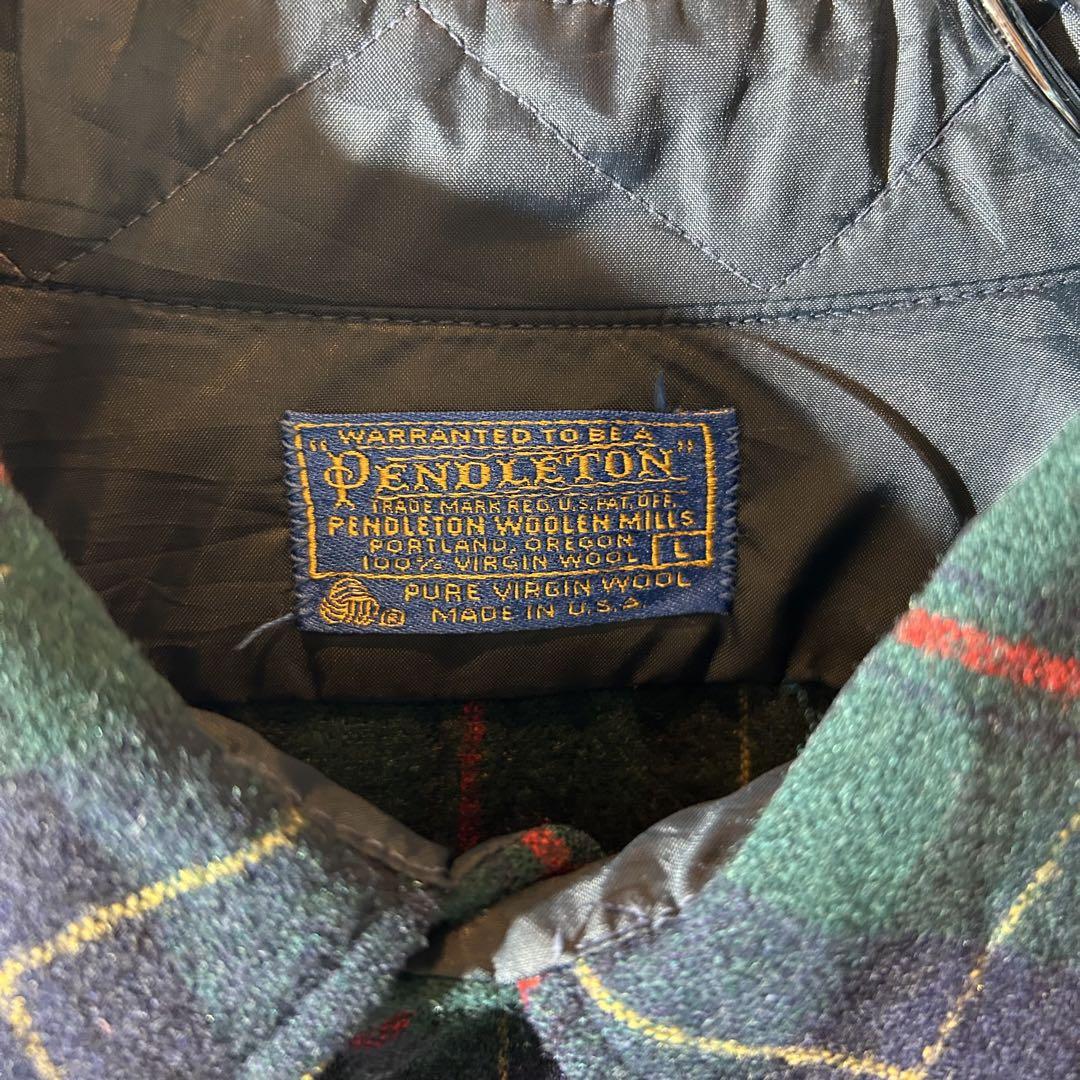 WARRANTED TO BE A
"PENDLETON"
TRADE MARK REG. U.S. PAT. OFF.
PENDLETON WOOLEN MILLS
PORTLAND, OREGON
100% VIRGIN WOOL L
PURE VIRGIN WOOL
® MADE IN U.S.A.